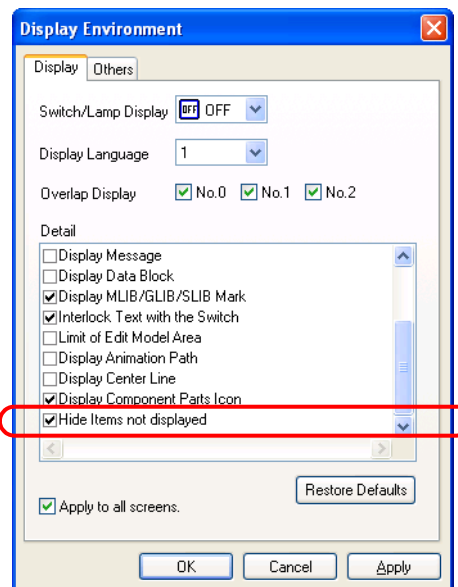 Display Environment
Display Others
Switch/Lamp Display OFF OFF
Display Language 1
Overlap Display No.0 No.1 No.2
Detail
Display Message
Display Data Block
Display MLIB/GLIB/SLIB Mark
Interlock Text with the Switch
Limit of Edit Model Area
Display Animation Path
Display Center Line
Display Component Parts Icon
Hide Items not displayed
Restore Defaults
Apply to all screens.
OK Cancel Apply